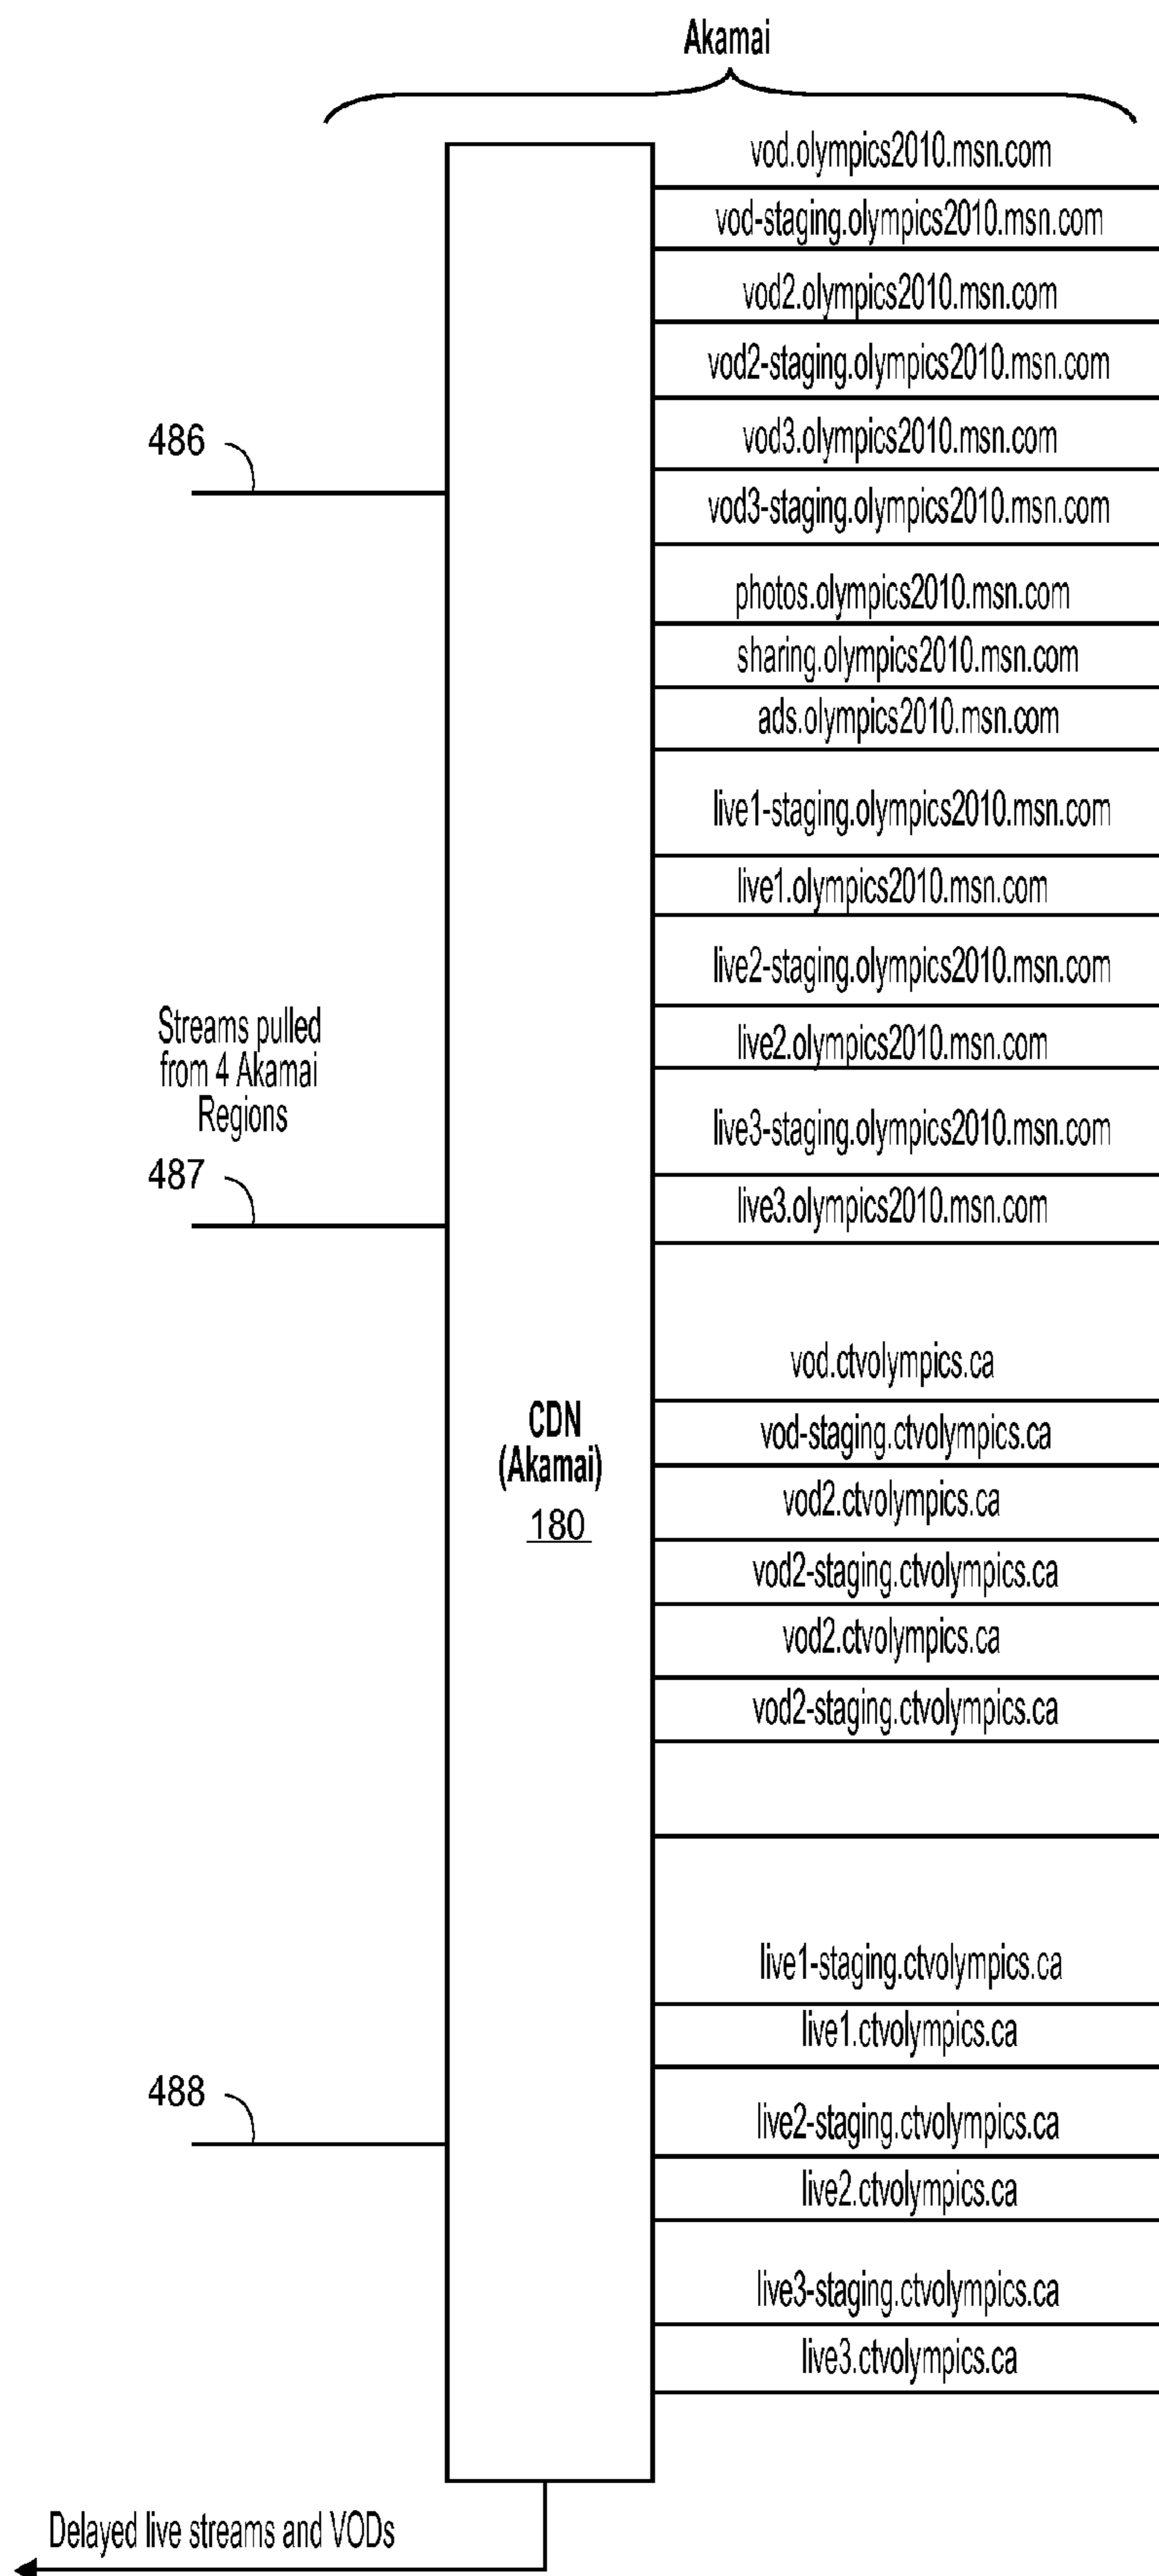 Akamai
vod.olympics2010.msn.com
vod-staging.olympics2010.msn.com
vod2.olympics2010.msn.com
vod2-staging.olympics2010.msn.com
vod3.olympics2010.msn.com
486
vod3-staging.olympics2010.msn.com
photos.olympics2010.msn.com
sharing.olympics2010.msn.com
ads.olympics2010.msn.com
live1-staging.olympics2010.msn.com
live1.olympics2010.msn.com
live2-staging.olympics2010.msn.com
live2.olympics2010.msn.com
Streams pulled
from 4 Akamai
Regions
live3-staging.olympics2010.msn.com
487
live3.olympics2010.msn.com
vod.ctvolympics.ca
CDN
(Akamai)
180
vod-staging.ctvolympics.ca
vod2.ctvolympics.ca
vod2-staging.ctvolympics.ca
vod2.ctvolympics.ca
vod2-staging.ctvolympics.ca
live1-staging.ctvolympics.ca
live1.ctvolympics.ca
488
live2-staging.ctvolympics.ca
live2.ctvolympics.ca
live3-staging.ctvolympics.ca
live3.ctvolympics.ca
Delayed live streams and VODs